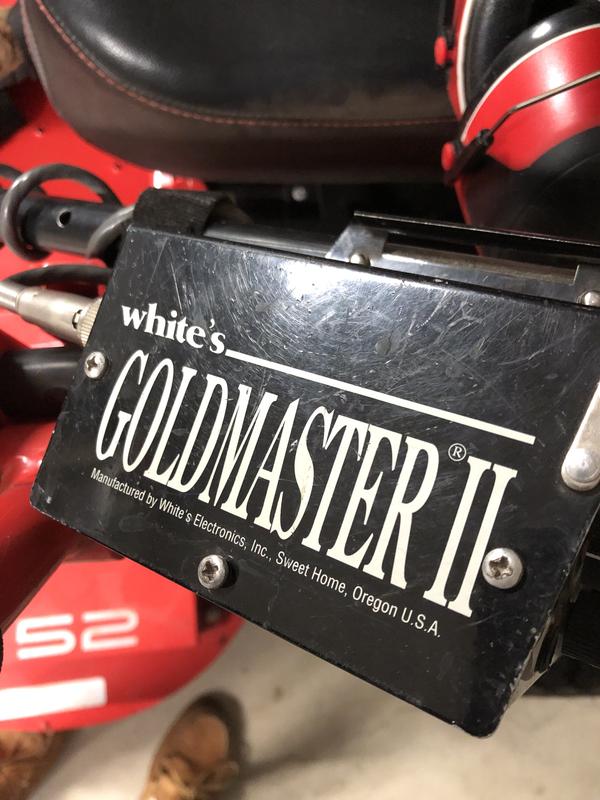 white's
GOLDMASTER® II
Manufactured by White's Electronics, Inc., Sweet Home, Oregon U.S.A.
52